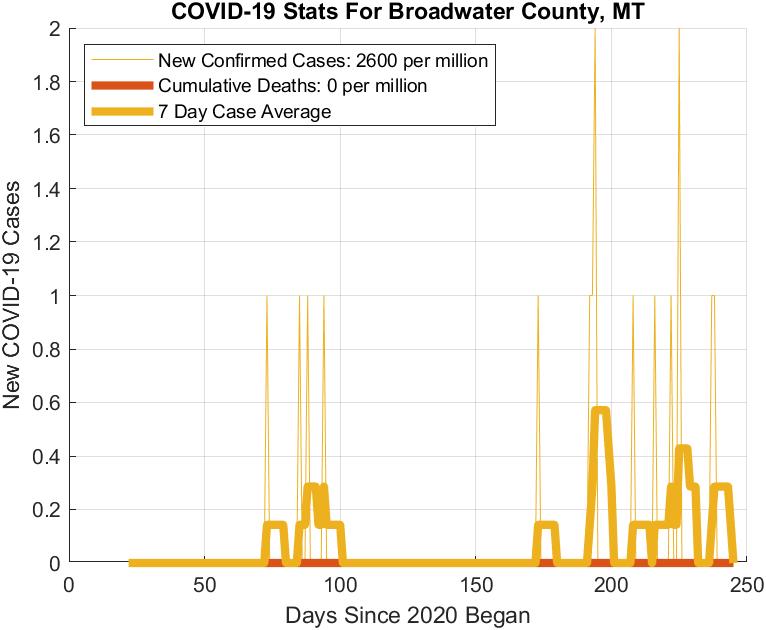 COVID-19 Stats For Broadwater County, MT
New Confirmed Cases: 2600 per million
Cumulative Deaths: 0 per million
7 Day Case Average
New COVID-19 Cases
2
1.8
1.6
1.4
1.2
1
0.8
0.6
0.4
0.2
0
0 50 100 150 200 250
Days Since 2020 Began